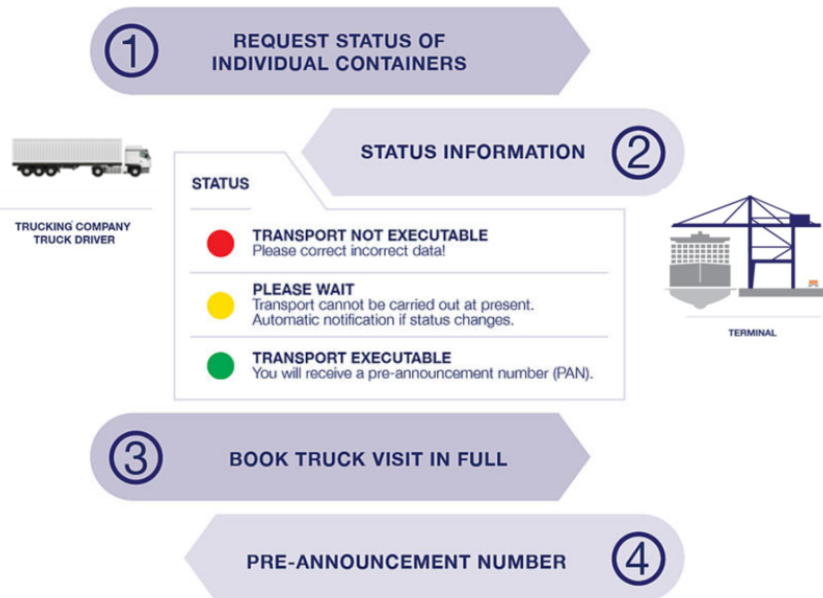 1
REQUEST STATUS OF
INDIVIDUAL CONTAINERS
STATUS INFORMATION
2
STATUS
TRUCKING COMPANY
TRUCK DRIVER
TRANSPORT NOT EXECUTABLE
Please correct incorrect data!
PLEASE WAIT
Transport cannot be carried out at present.
Automatic notification if status changes.
TERMINAL
TRANSPORT EXECUTABLE
You will receive a pre-announcement number (PAN).
3
BOOK TRUCK VISIT IN FULL
PRE-ANNOUNCEMENT NUMBER
4